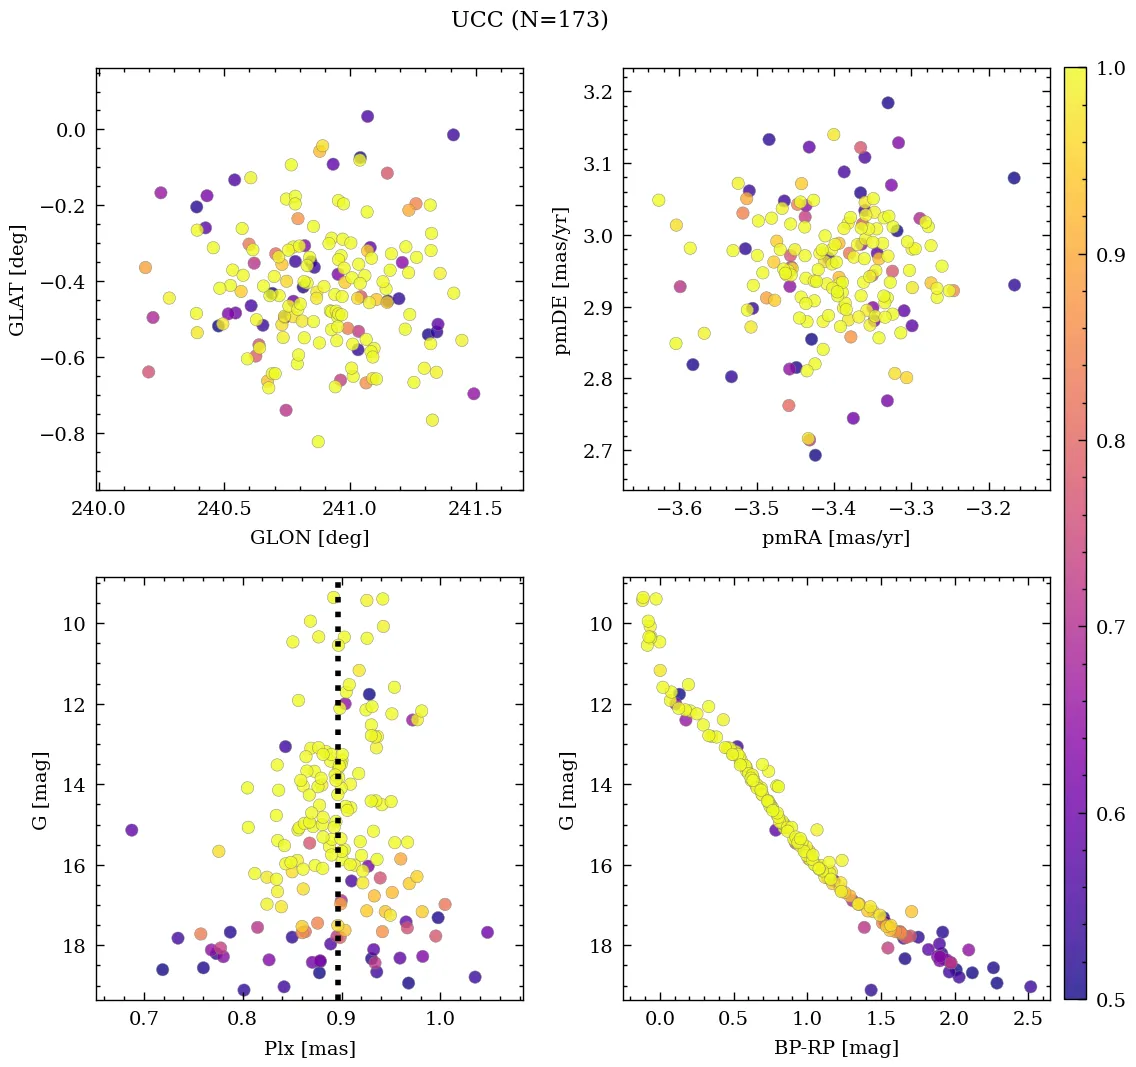 UCC (N=173)
0.0
−0.2
−0.4
−0.6
−0.8
GLAT [deg]
240.0 240.5 241.0 241.5
GLON [deg]
3.2
3.1
3.0
2.9
2.8
2.7
pmDE [mas/yr]
−3.6 −3.5 −3.4 −3.3 −3.2
pmRA [mas/yr]
10
12
14
16
18
G [mag]
0.7 0.8 0.9 1.0
Plx [mas]
10
12
14
16
18
G [mag]
0.0 0.5 1.0 1.5 2.0 2.5
BP-RP [mag]
1.0
0.9
0.8
0.7
0.6
0.5